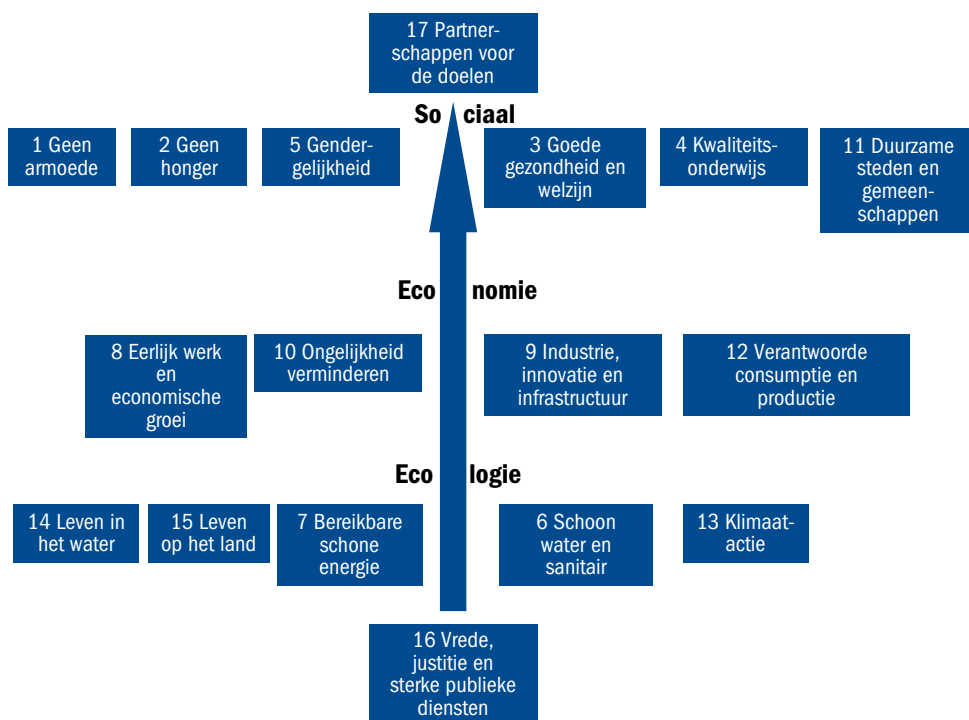 17 Partner-
schappen voor
de doelen
So ciaal
1 Geen
armoede
2 Geen
honger
5 Gender-
gelijkheid
3 Goede
gezondheid en
welzijn
4 Kwaliteits-
onderwijs
11 Duurzame
steden en
gemeen-
schappen
Eco nomie
8 Eerlijk werk
en
economische
groei
10 Ongelijkheid
verminderen
9 Industrie,
innovatie en
infrastructuur
12 Verantwoorde
consumptie en
productie
Eco logie
14 Leven in
het water
15 Leven
op het land
7 Bereikbare
schone
energie
6 Schoon
water en
sanitair
13 Klimaat-
actie
16 Vrede,
justitie en
sterke publieke
diensten